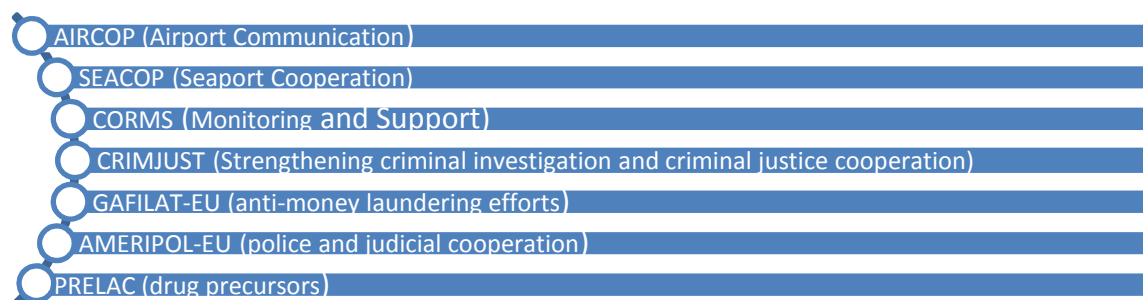 AIRCOP (Airport Communication)
SEACOP (Seaport Cooperation)
CORMS (Monitoring and Support)
CRIMJUST (Strengthening criminal investigation and criminal justice cooperation)
GAFILAT-EU (anti-money laundering efforts)
AMERIPOL-EU (police and judicial cooperation)
PRELAC (drug precursors)